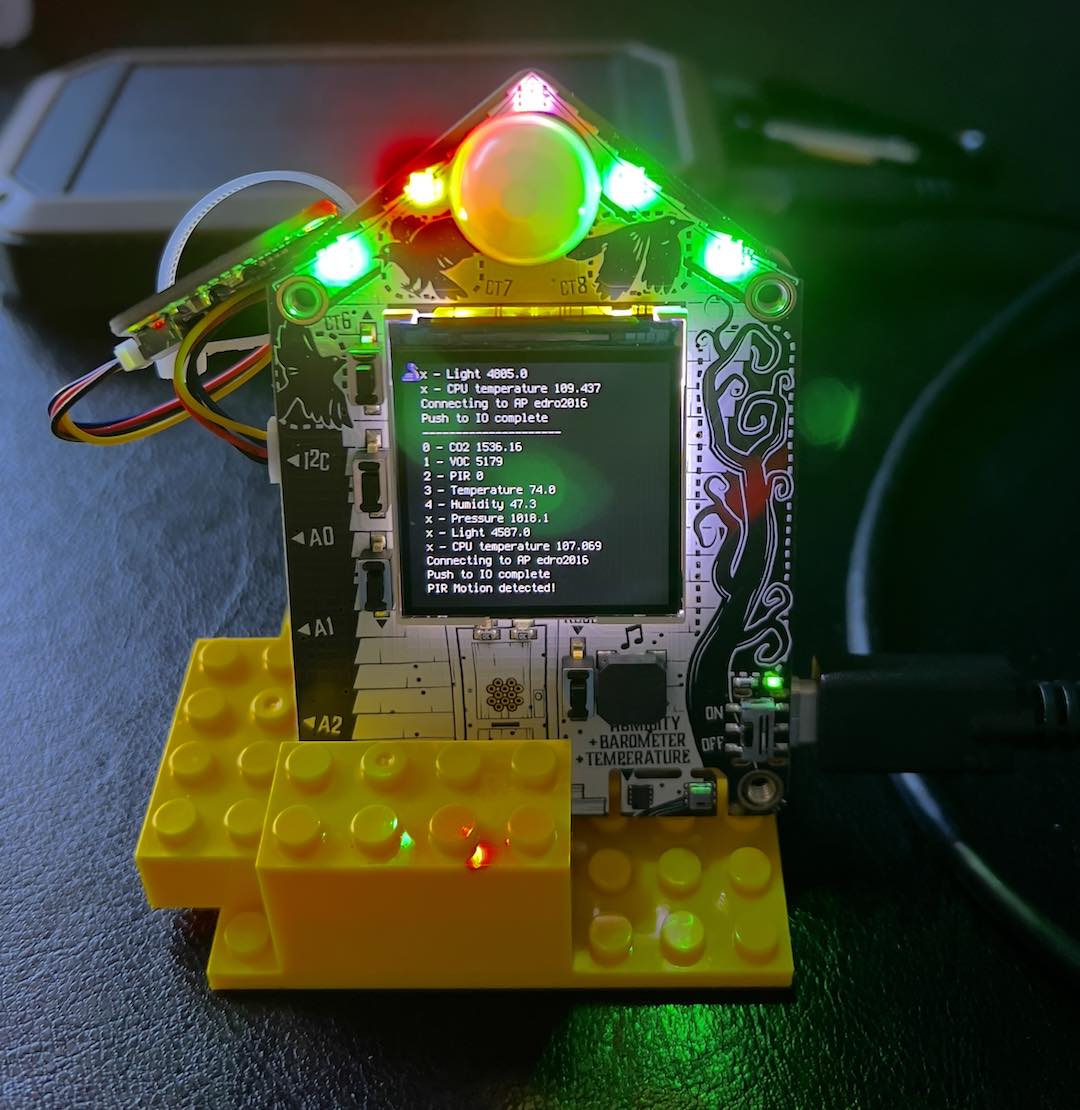 CT7 CT8
CT6
x - Light 4805.0
x - CPU temperature 109.437
Connecting to AP edro2016
Push to IO complete
--------------------
0 - CO2 1536.16
1 - VOC 5179
2 - PIR 0
3 - Temperature 74.0
4 - Humidity 47.3
x - Pressure 1018.1
x - Light 4587.0
x - CPU temperature 107.069
Connecting to AP edro2016
Push to IO complete
PIR Motion detected!
I2C
A0
A1
A2
ON
OFF
HUMIDITY
+BAROMETER
+TEMPERATURE